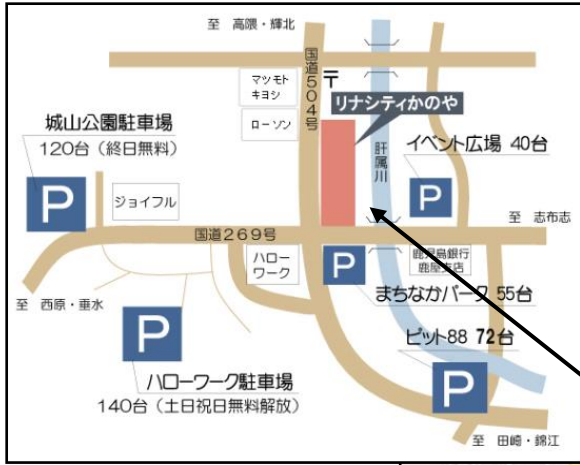 至 高隈・輝北
国道504号
〒
マツモト
キヨシ
リナシティかのや
ローソン
城山公園駐車場
120台（終日無料）
肝属川
イベント広場 40台
P
P
ジョイフル
至 志布志
国道269号
ハロー
ワーク
P
鹿児島銀行
鹿屋支店
まちなかパーク 55台
至 西原・垂水
P
ピット88 72台
P
ハローワーク駐車場
140台（土日祝日無料解放）
至 田崎・錦江